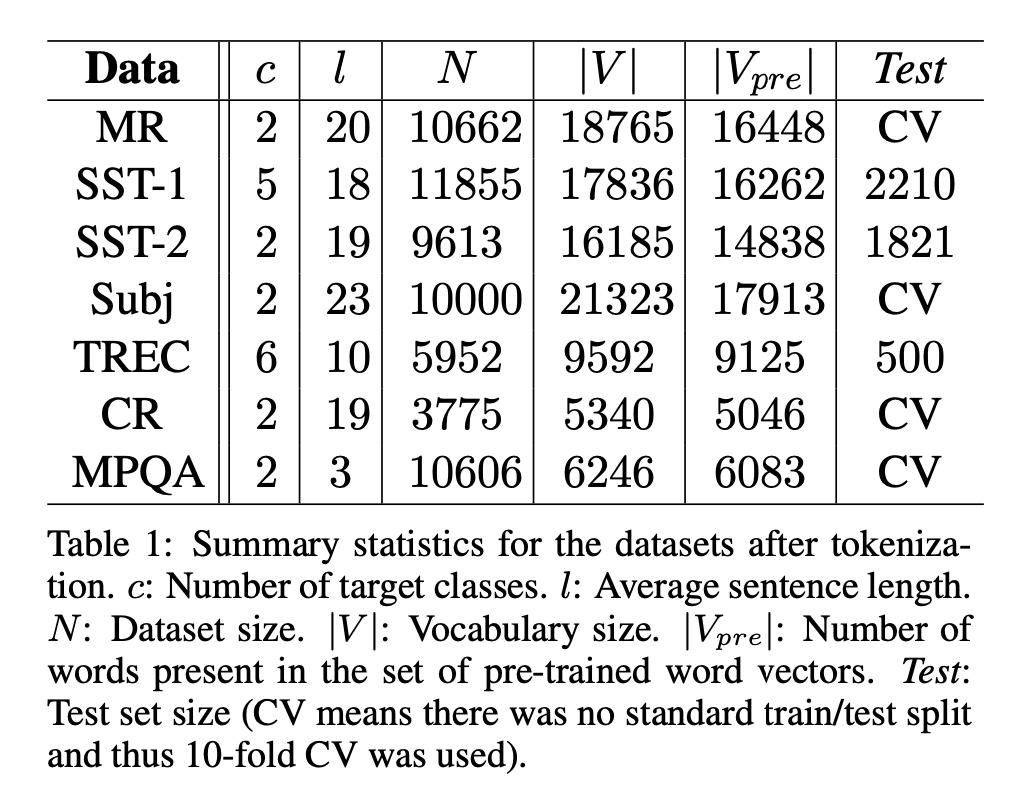 Data c l N |V| |Vpre| Test
MR 2 20 10662 18765 16448 CV
SST-1 5 18 11855 17836 16262 2210
SST-2 2 19 9613 16185 14838 1821
Subj 2 23 10000 21323 17913 CV
TREC 6 10 5952 9592 9125 500
CR 2 19 3775 5340 5046 CV
MPQA 2 3 10606 6246 6083 CV
Table 1: Summary statistics for the datasets after tokeniza-
tion. c: Number of target classes. l: Average sentence length.
N: Dataset size. |V|: Vocabulary size. |Vpre|: Number of
words present in the set of pre-trained word vectors. Test:
Test set size (CV means there was no standard train/test split
and thus 10-fold CV was used).